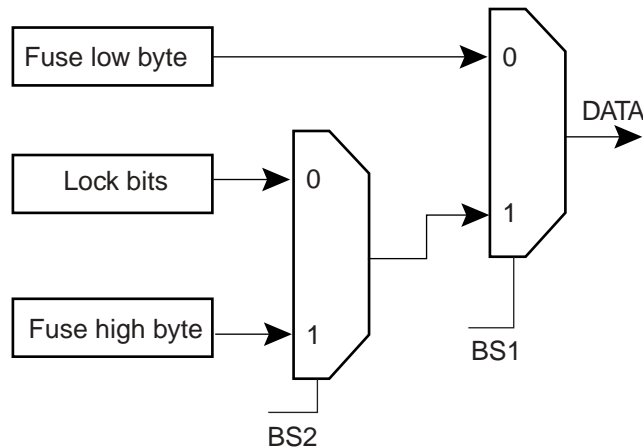 Fuse low byte
0
DATA
Lock bits
0
1
Fuse high byte
1
BS1
BS2